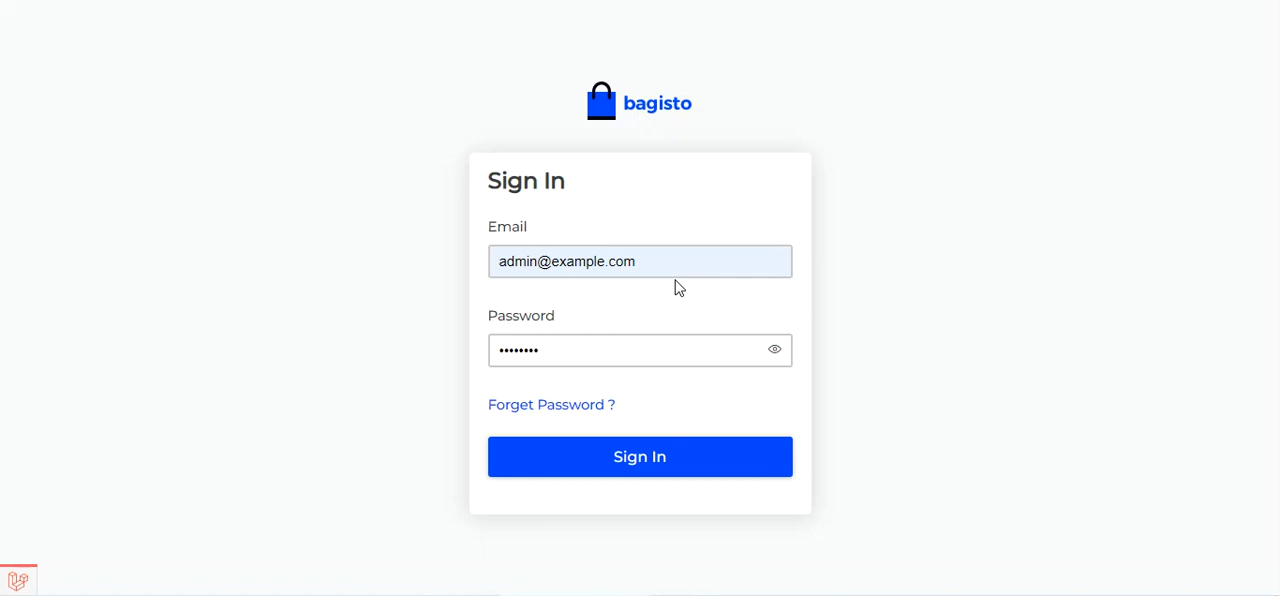 bagisto
Sign In
Email
admin@example.com
Password
••••••••
Forget Password ?
Sign In